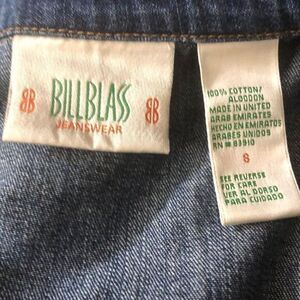 BB BILL BLASS BB
JEANSWEAR
100% COTTON/
ALGODON
MADE IN UNITED
ARAB EMIRATES
HECHO EN EMIRATOS
ARABES UNIDOS
RN # 83910
S
SEE REVERSE
FOR CARE
VER AL DORSO
PARA CUIDADO